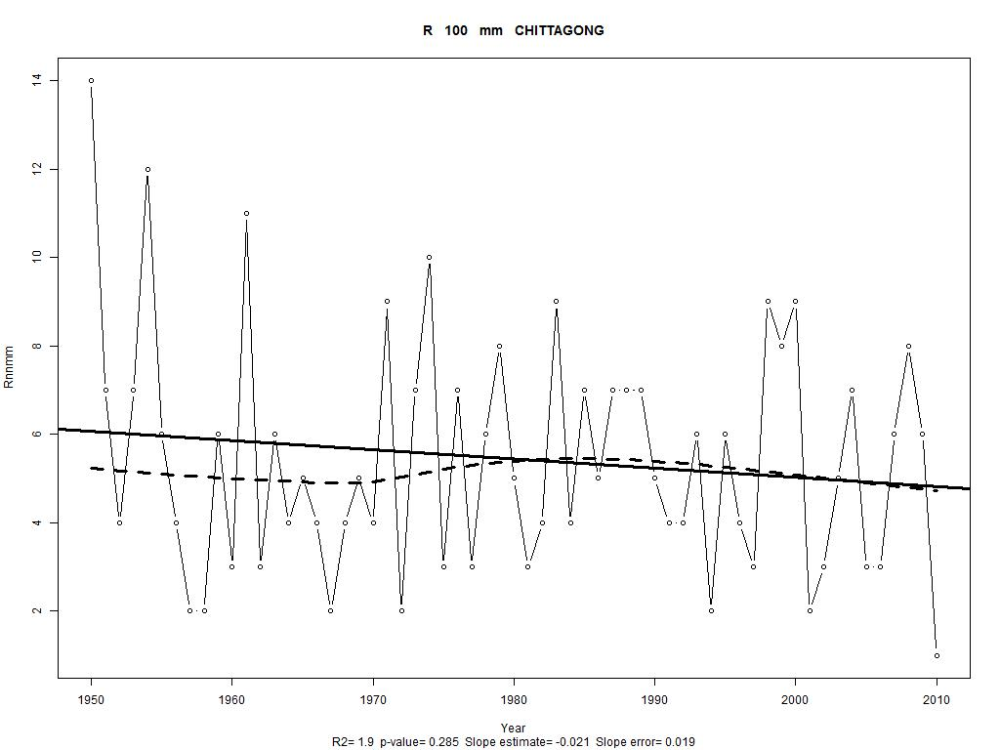 R 100 mm CHITTAGONG
14
12
10
8
6
4
2
Rnnmm
1950 1960 1970 1980 1990 2000 2010
Year
R2= 1.9 p-value= 0.285 Slope estimate= -0.021 Slope error= 0.019